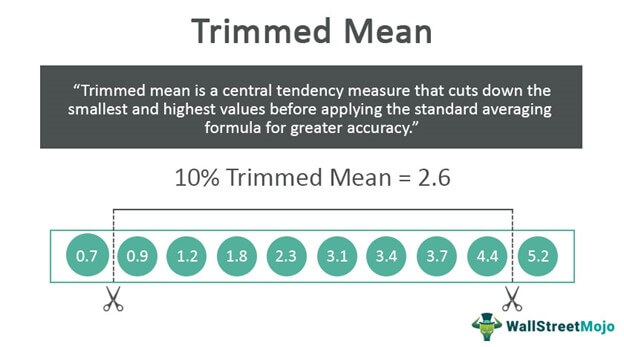 Trimmed Mean
“Trimmed mean is a central tendency measure that cuts down the
smallest and highest values before applying the standard averaging
formula for greater accuracy.”
10% Trimmed Mean = 2.6
0.7 0.9 1.2 1.8 2.3 3.1 3.4 3.7 4.4 5.2
WallStreetMojo